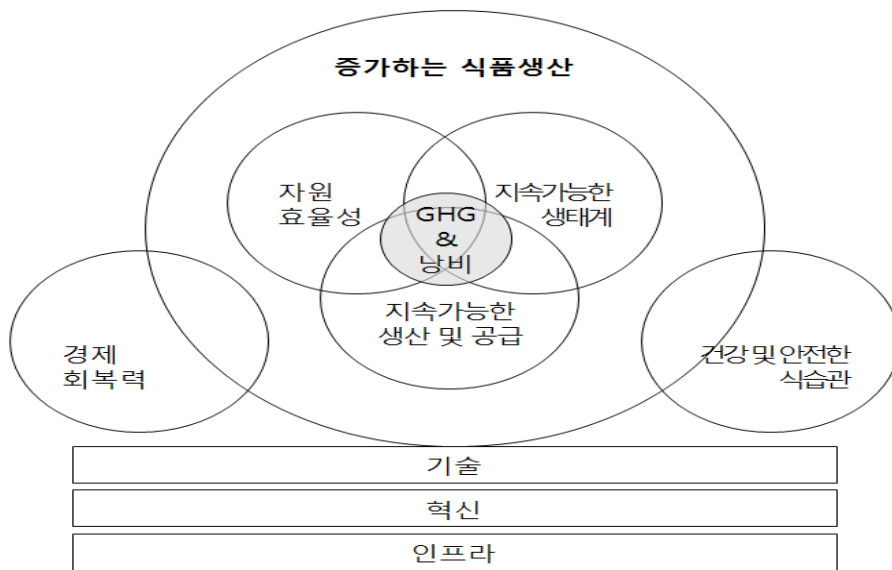 증가하는 식품생산
자원
효율성
지속가능한
생태계
GHG
&
낭비
지속가능한
생산 및 공급
경제
회복력
건강 및 안전한
식습관
기술
혁신
인프라